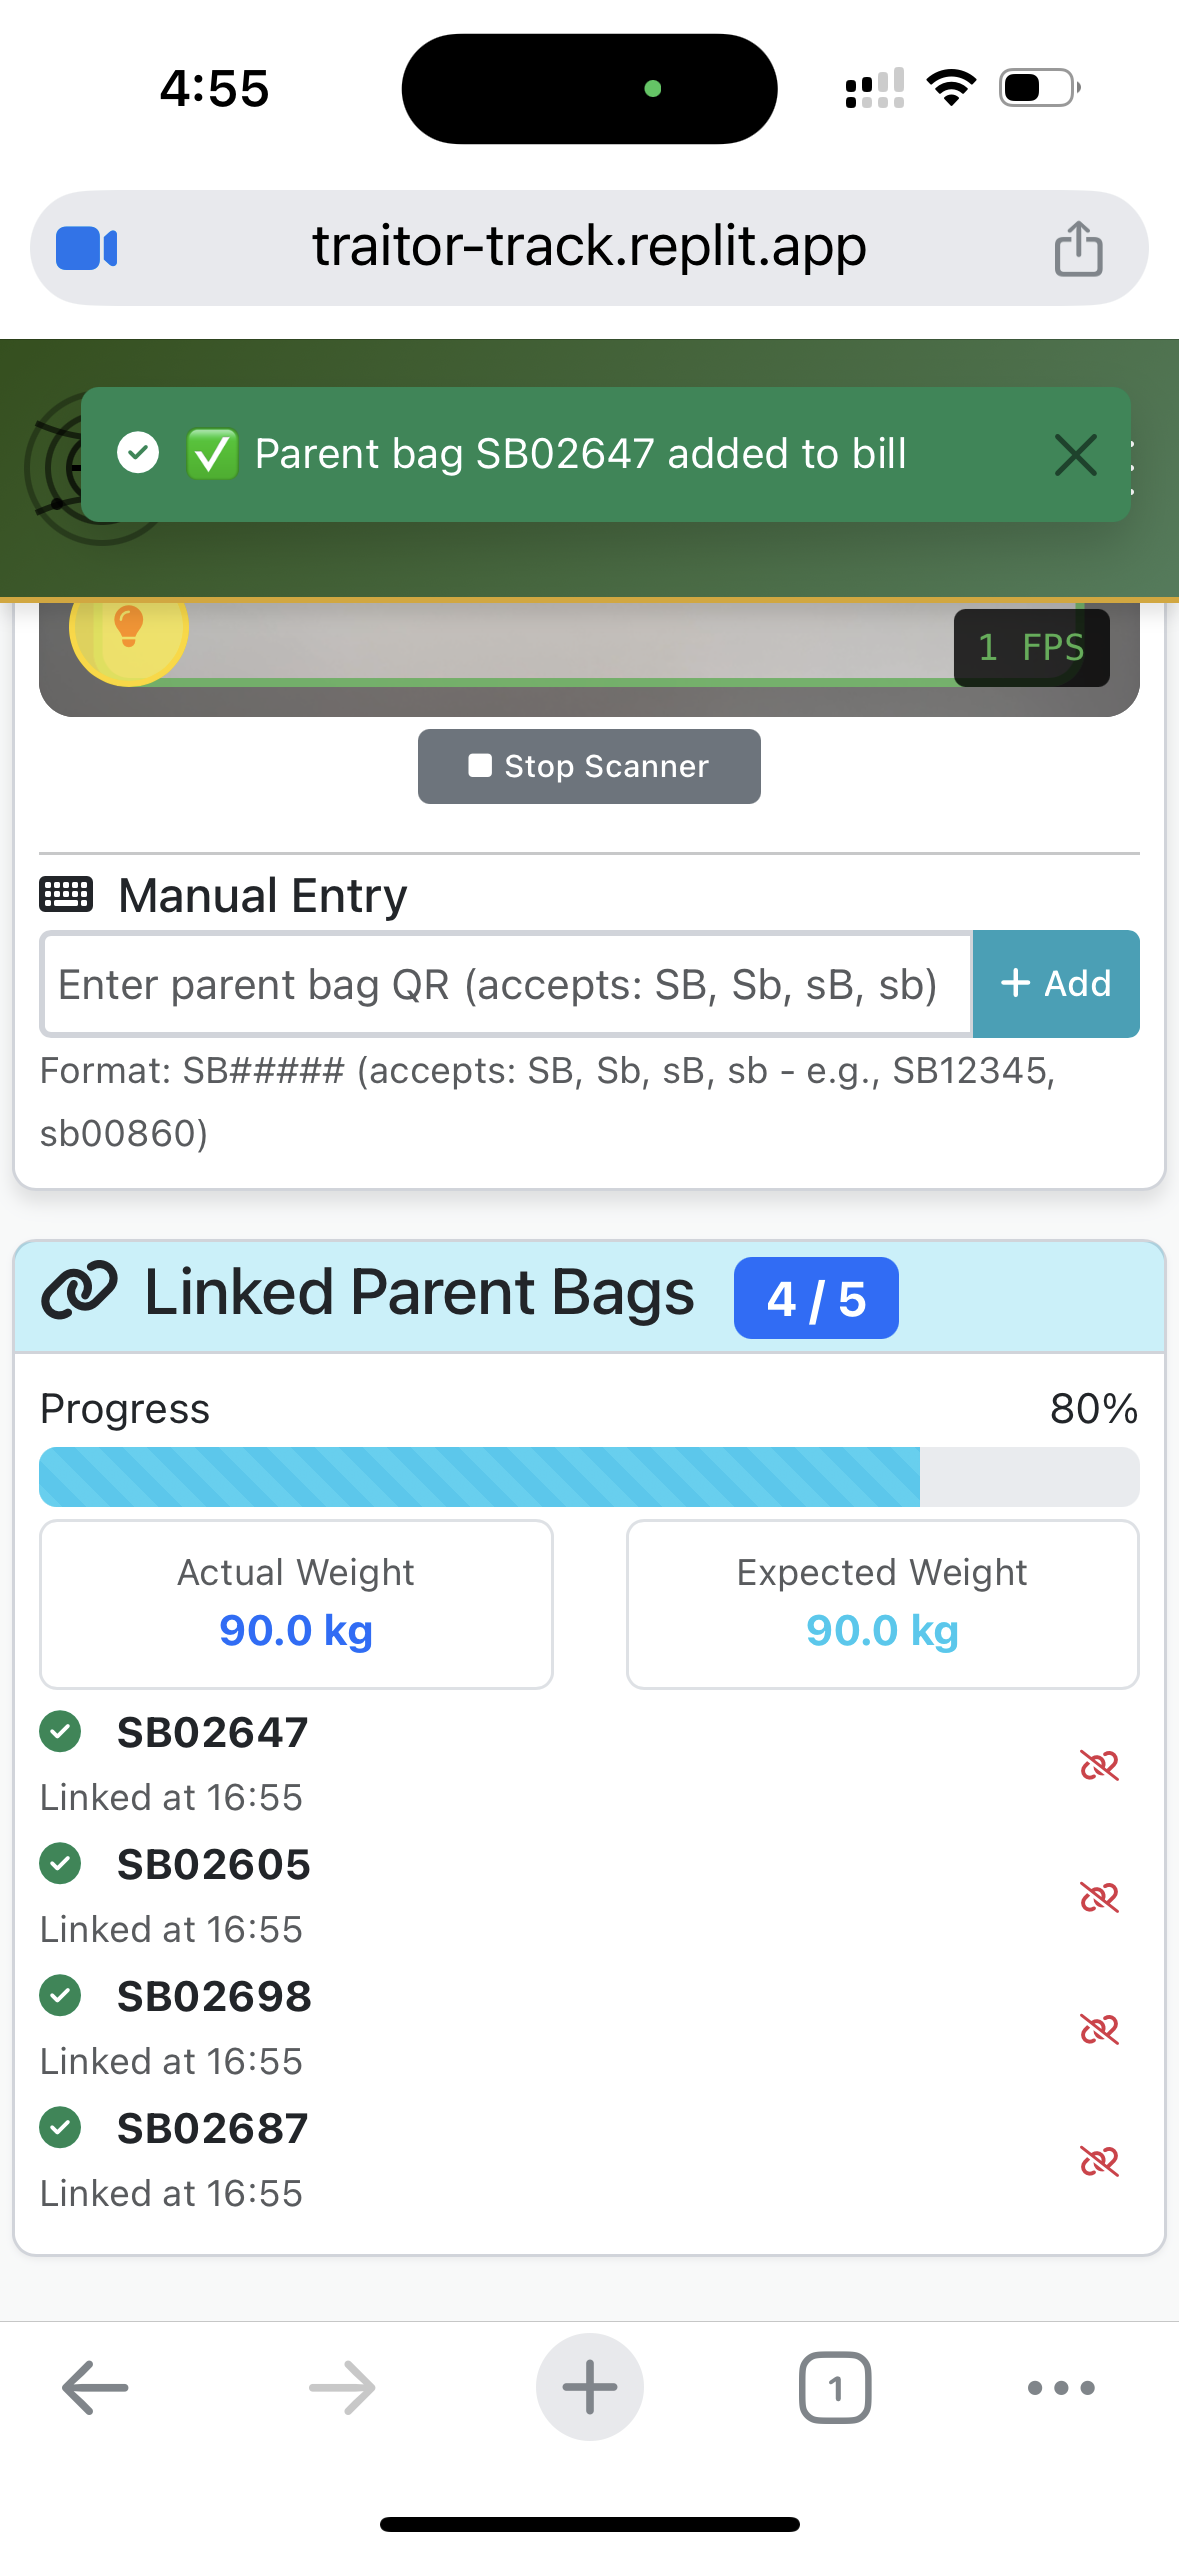 4:55
traitor-track.replit.app
✅ Parent bag SB02647 added to bill
1 FPS
Stop Scanner
Manual Entry
Enter parent bag QR (accepts: SB, Sb, sB, sb)
+ Add
Format: SB##### (accepts: SB, Sb, sB, sb - e.g., SB12345,
sb00860)
Linked Parent Bags 4 / 5
Progress 80%
Actual Weight
90.0 kg
Expected Weight
90.0 kg
SB02647
Linked at 16:55
SB02605
Linked at 16:55
SB02698
Linked at 16:55
SB02687
Linked at 16:55
1